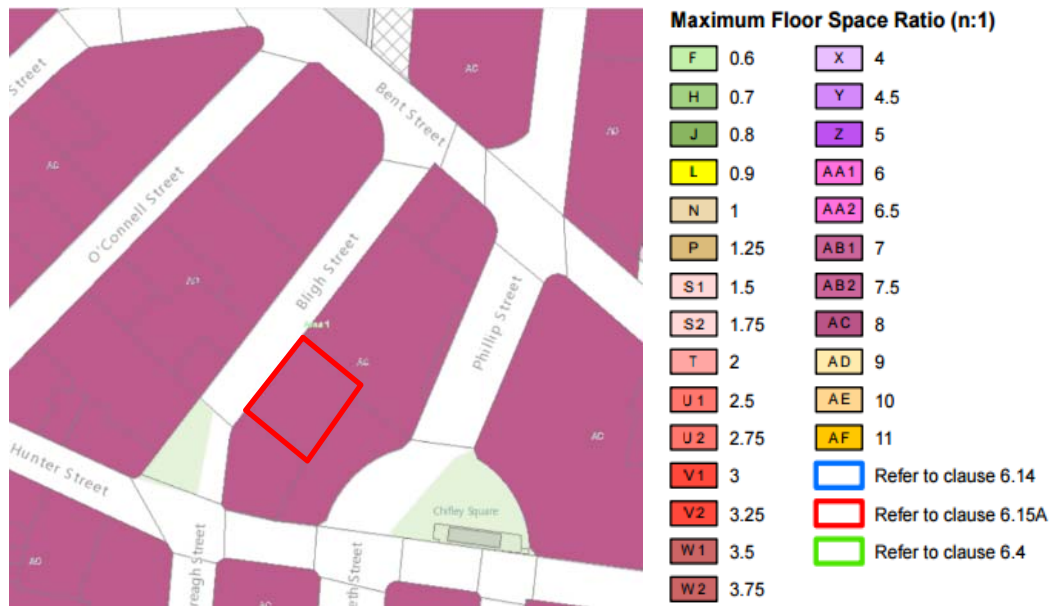 Street
Bent Street
AC
AC
O'Connell Street
AC
Bligh Street
Area 1
AC
Phillip Street
AC
Hunter Street
Chifley Square
reagh Street
eth Street
AC
Maximum Floor Space Ratio (n:1)
F 0.6
H 0.7
J 0.8
L 0.9
N 1
P 1.25
S1 1.5
S2 1.75
T 2
U1 2.5
U2 2.75
V1 3
V2 3.25
W1 3.5
W2 3.75
X 4
Y 4.5
Z 5
AA1 6
AA2 6.5
AB1 7
AB2 7.5
AC 8
AD 9
AE 10
AF 11
Refer to clause 6.14
Refer to clause 6.15A
Refer to clause 6.4